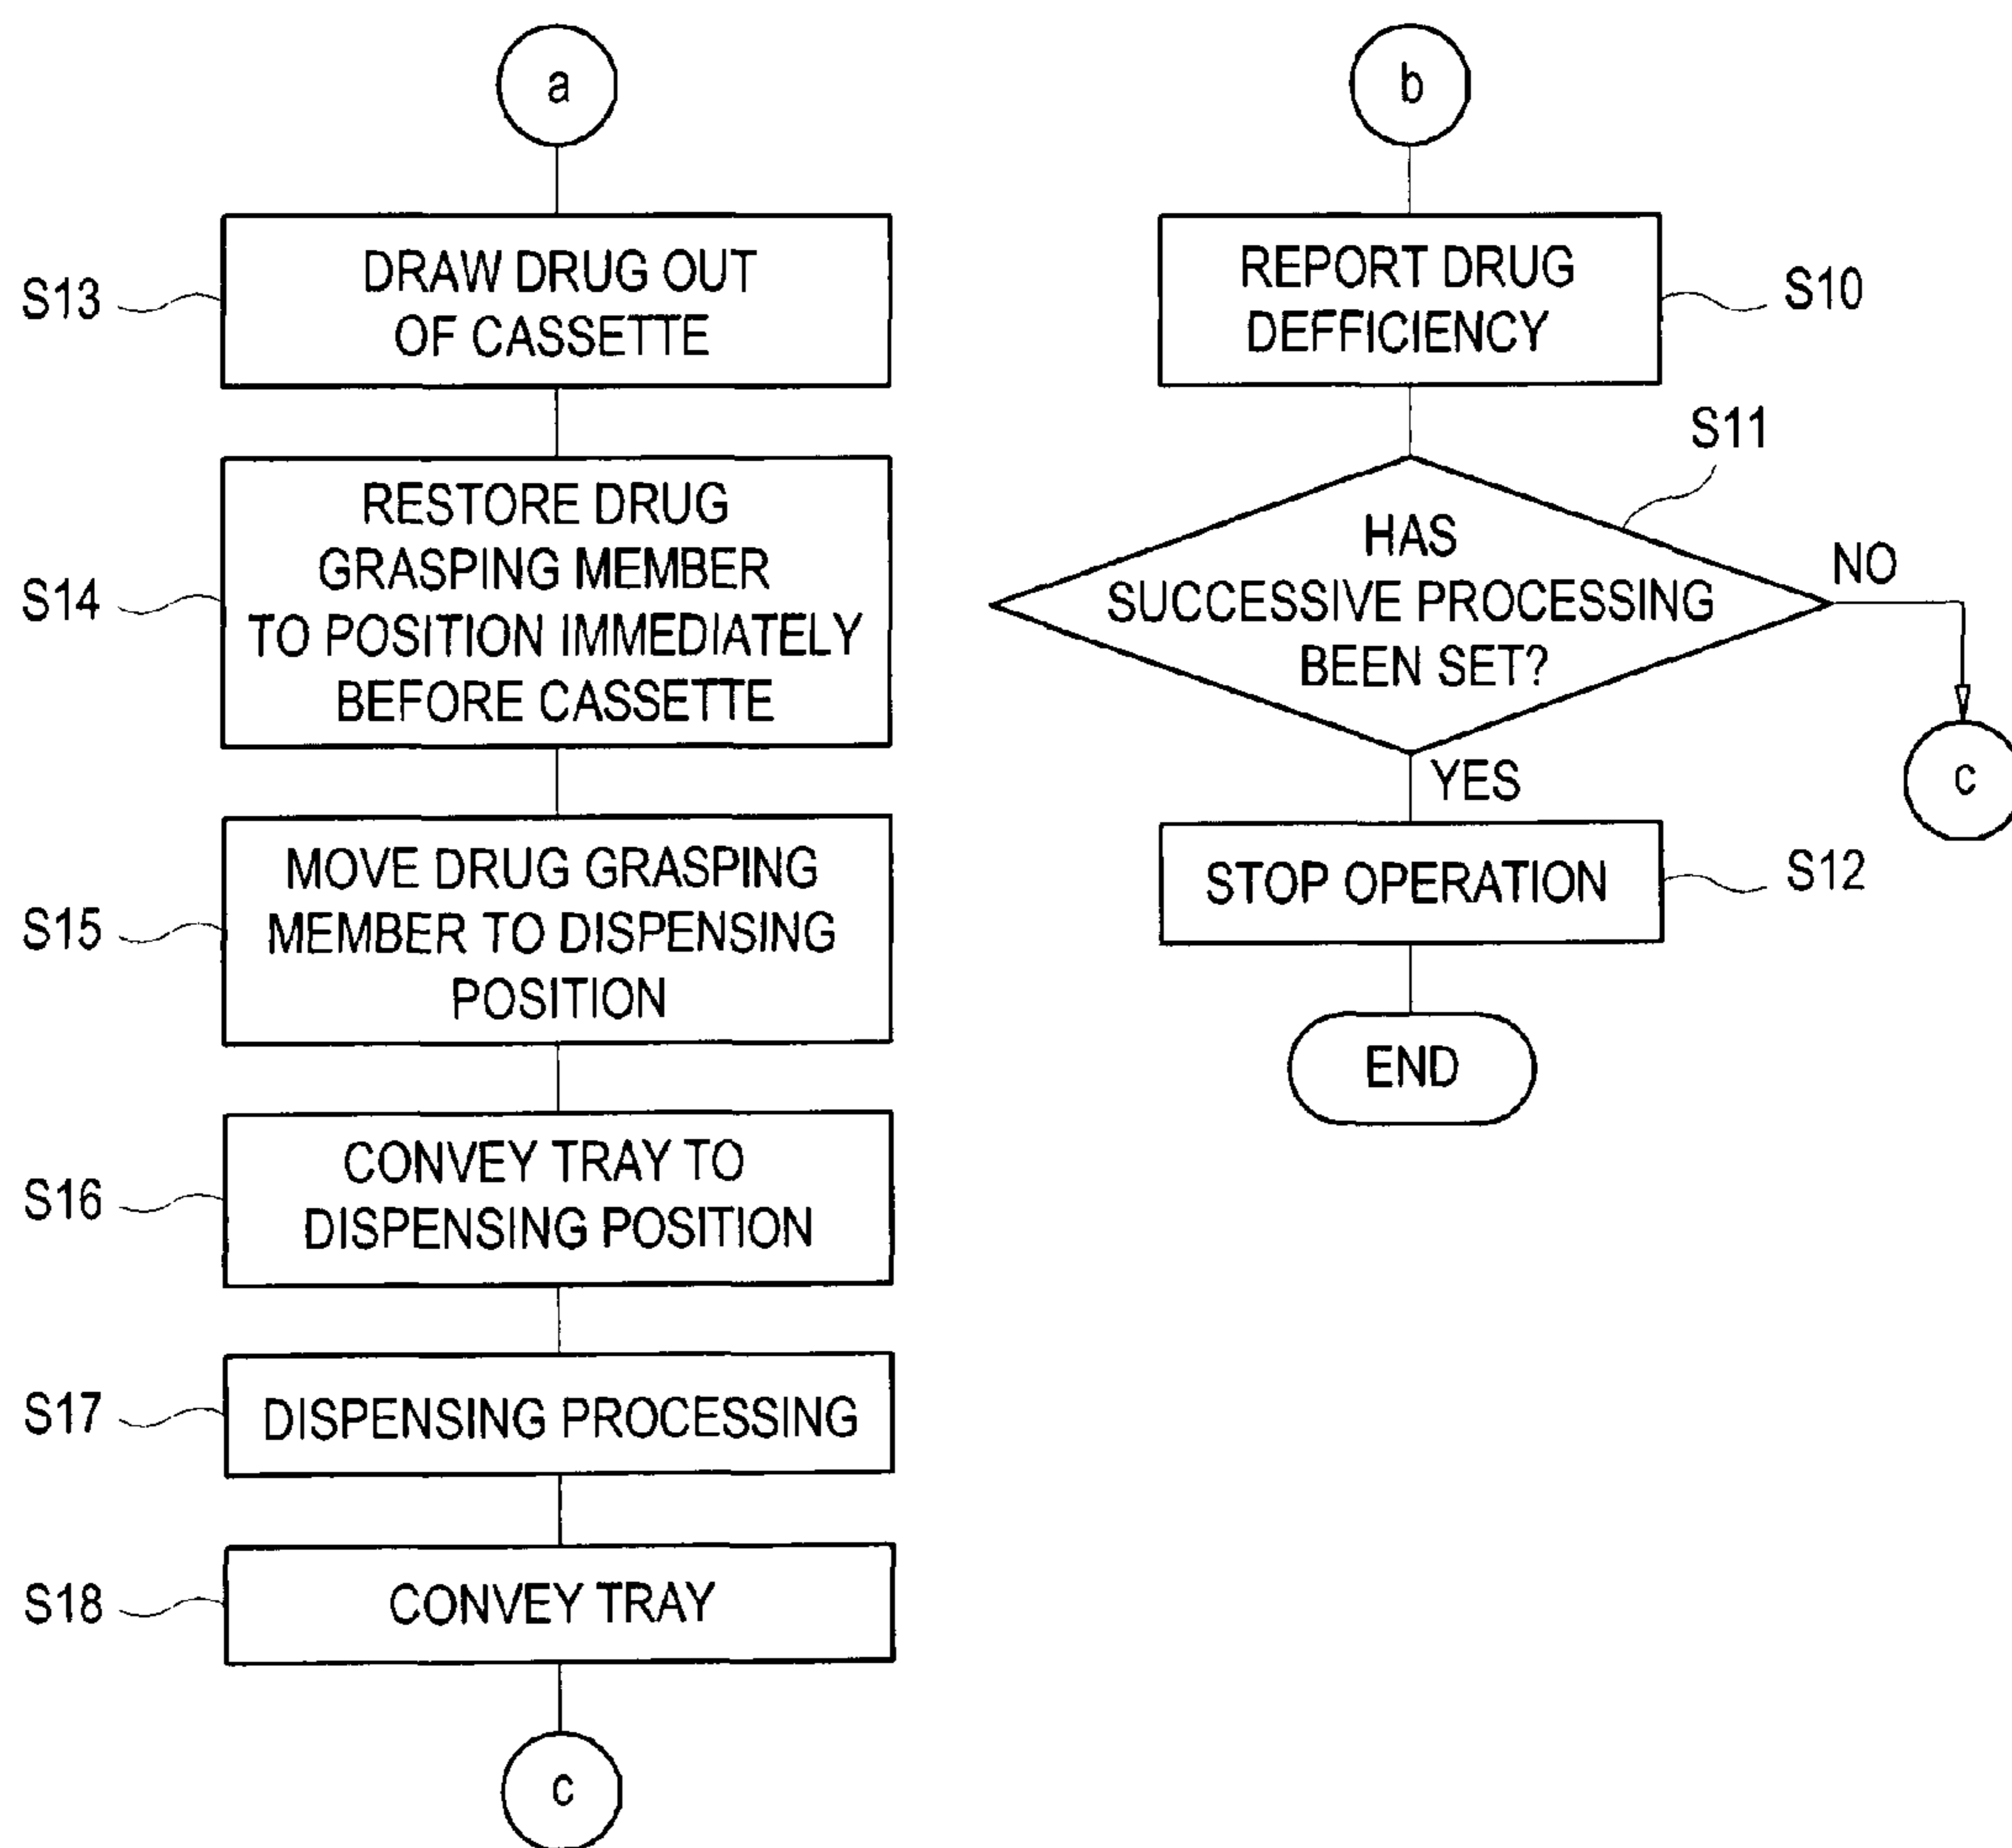 a
S13
DRAW DRUG OUT
OF CASSETTE
S14
RESTORE DRUG
GRASPING MEMBER
TO POSITION IMMEDIATELY
BEFORE CASSETTE
S15
MOVE DRUG GRASPING
MEMBER TO DISPENSING
POSITION
S16
CONVEY TRAY TO
DISPENSING POSITION
S17
DISPENSING PROCESSING
S18
CONVEY TRAY
c
b
REPORT DRUG
DEFFICIENCY
S10
S11
HAS
SUCCESSIVE PROCESSING
BEEN SET?
NO
c
YES
STOP OPERATION
S12
END